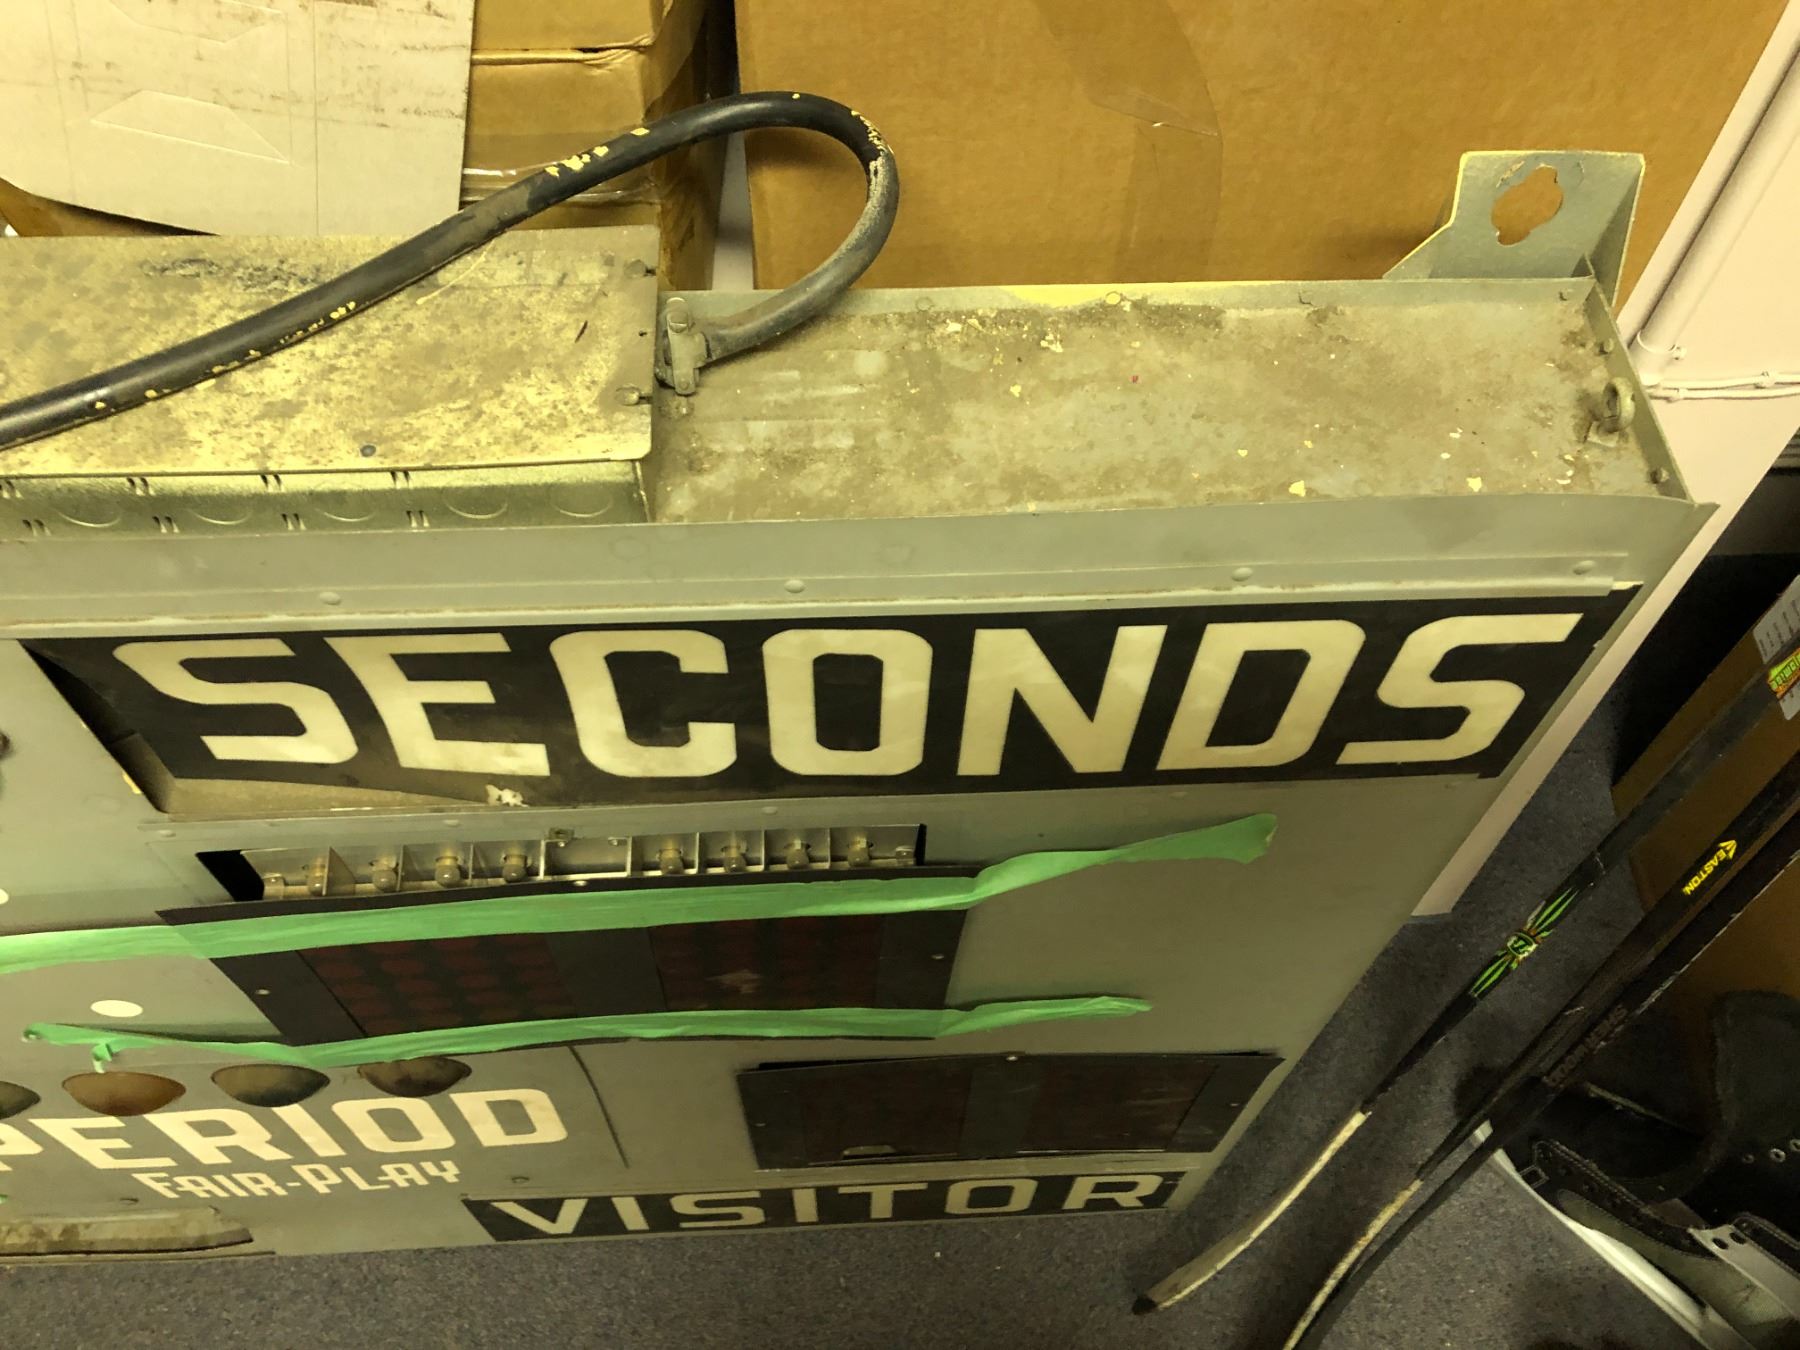 SECONDS
PERIOD
FAIR-PLAY
VISITOR
EASTON